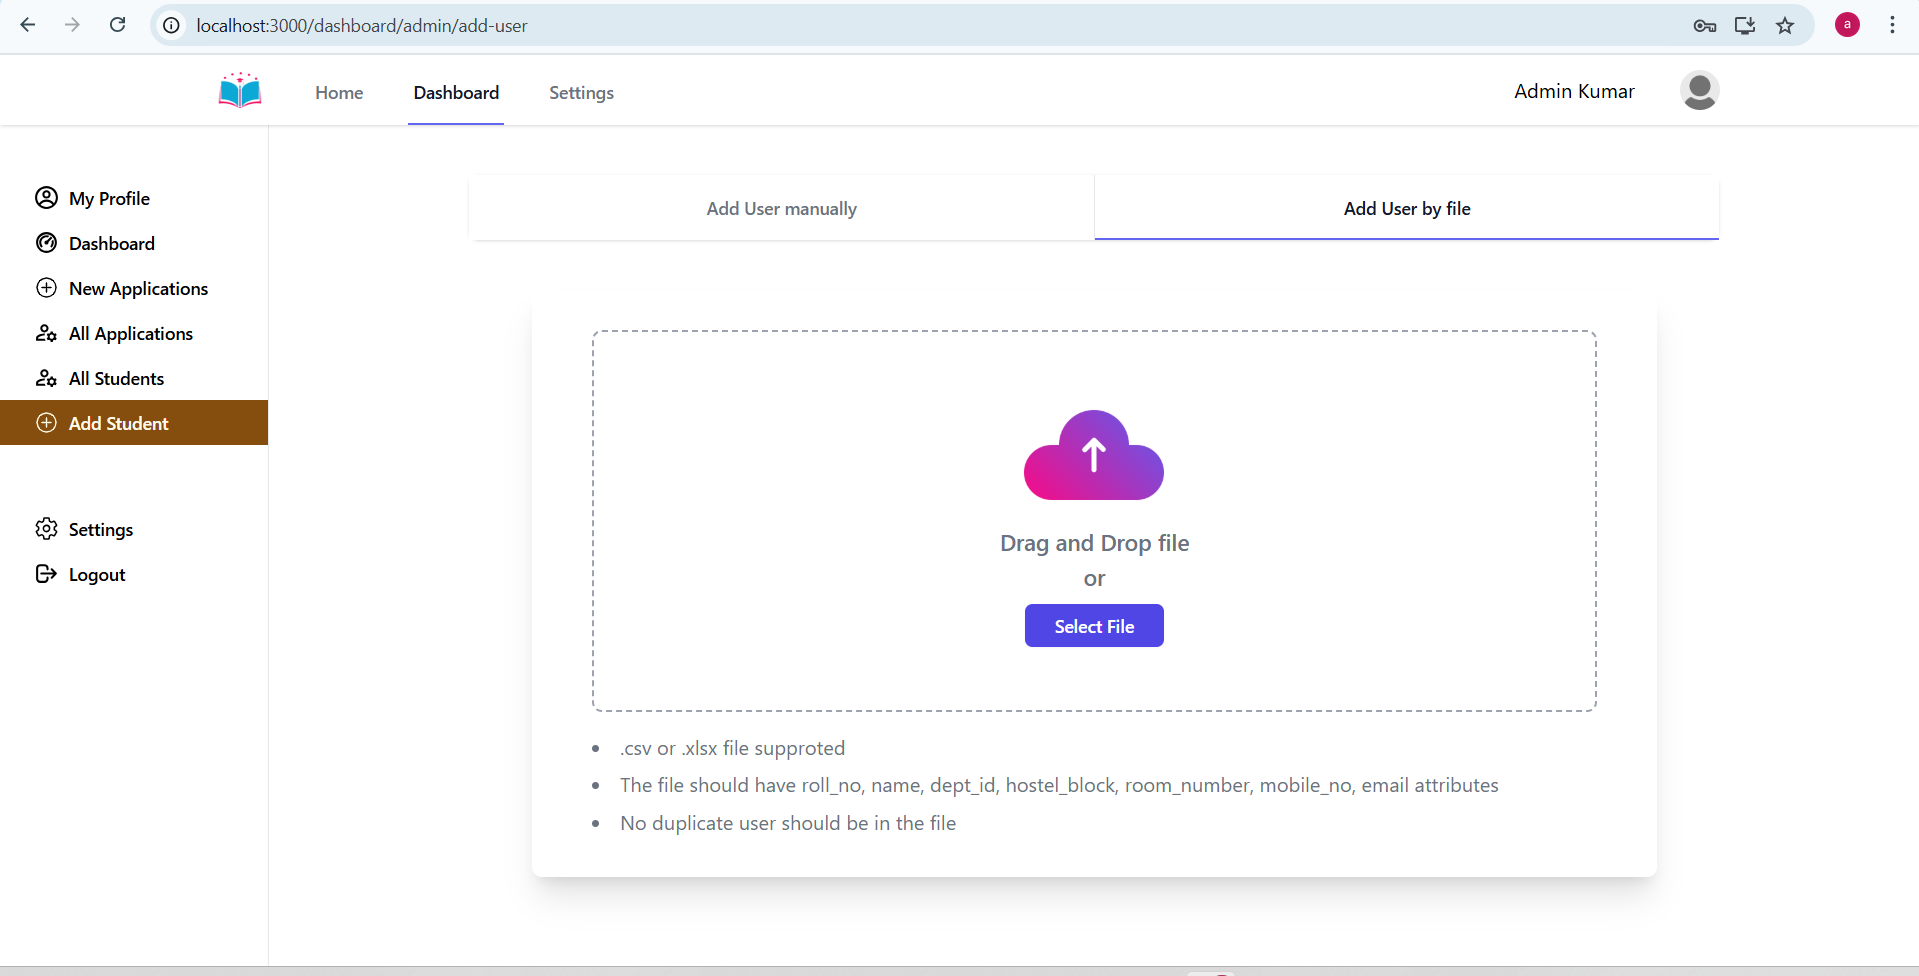 localhost:3000/dashboard/admin/add-user
a
Home
Dashboard
Settings
Admin Kumar
My Profile
Dashboard
New Applications
All Applications
All Students
Add Student
Settings
Logout
Add User manually
Add User by file
Drag and Drop file
or
Select File
.csv or .xlsx file supproted
The file should have roll_no, name, dept_id, hostel_block, room_number, mobile_no, email attributes
No duplicate user should be in the file